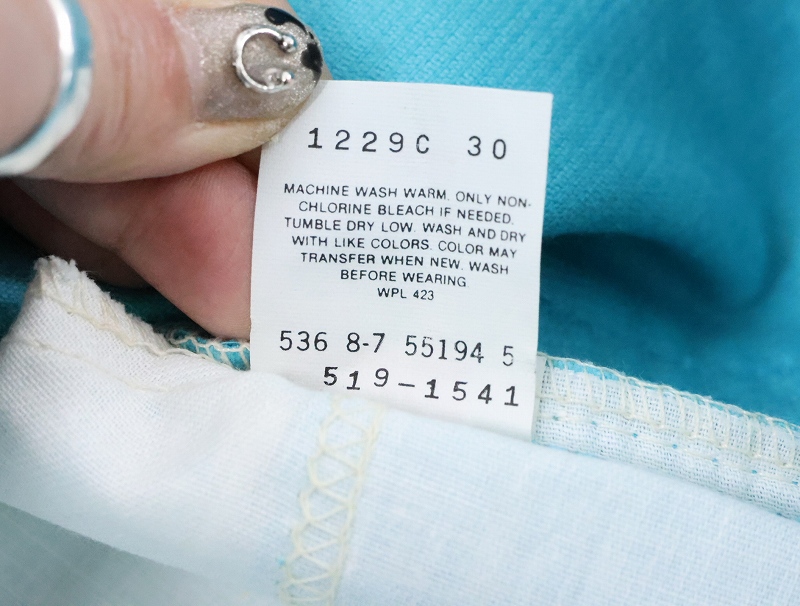 1229C 30
MACHINE WASH WARM. ONLY NON-
CHLORINE BLEACH IF NEEDED.
TUMBLE DRY LOW. WASH AND DRY
WITH LIKE COLORS. COLOR MAY
TRANSFER WHEN NEW. WASH
BEFORE WEARING
WPL 423
536 8-7 55194 5
519-1541